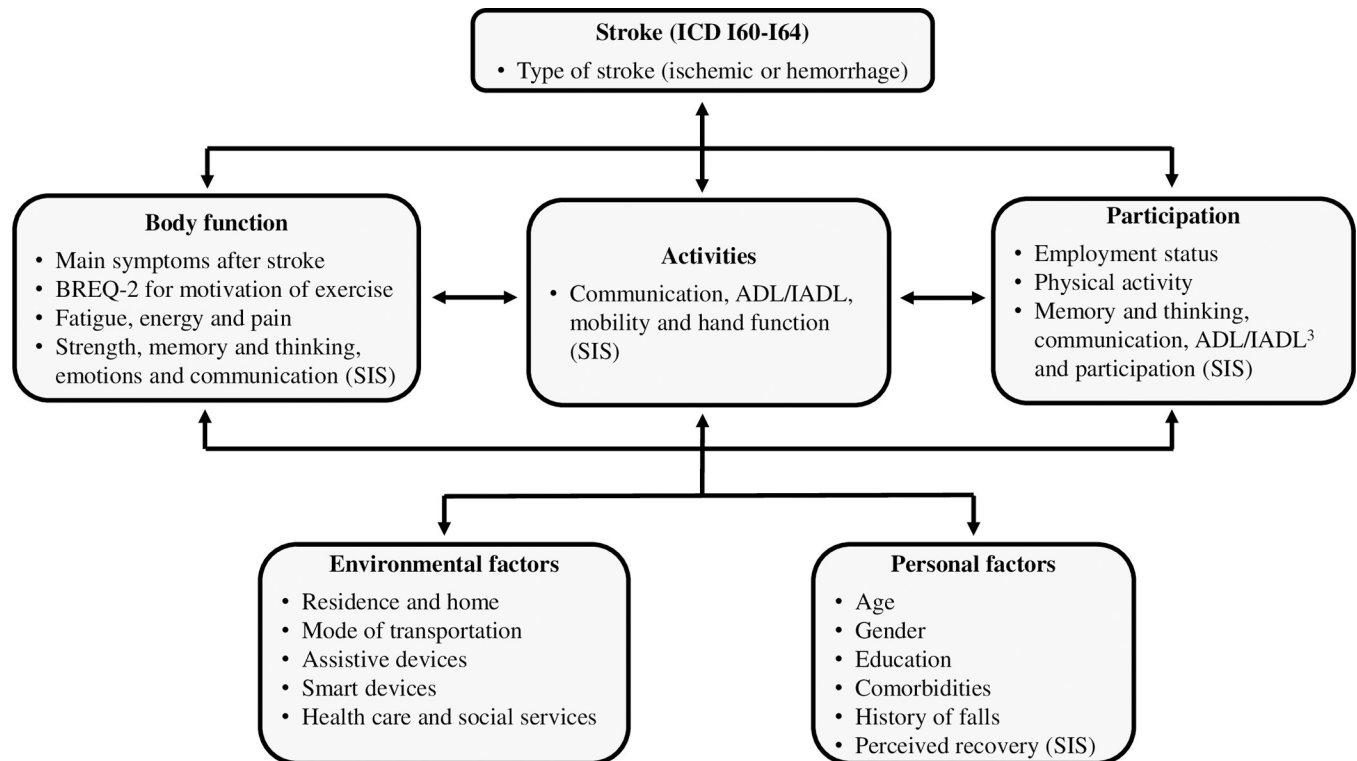 Stroke (ICD I60-I64)
• Type of stroke (ischemic or hemorrhage)
Body function
• Main symptoms after stroke
• BREQ-2 for motivation of exercise
• Fatigue, energy and pain
• Strength, memory and thinking,
emotions and communication (SIS)
Activities
• Communication, ADL/IADL,
mobility and hand function
(SIS)
Participation
• Employment status
• Physical activity
• Memory and thinking,
communication, ADL/IADL³
and participation (SIS)
Environmental factors
• Residence and home
• Mode of transportation
• Assistive devices
• Smart devices
• Health care and social services
Personal factors
• Age
• Gender
• Education
• Comorbidities
• History of falls
• Perceived recovery (SIS)